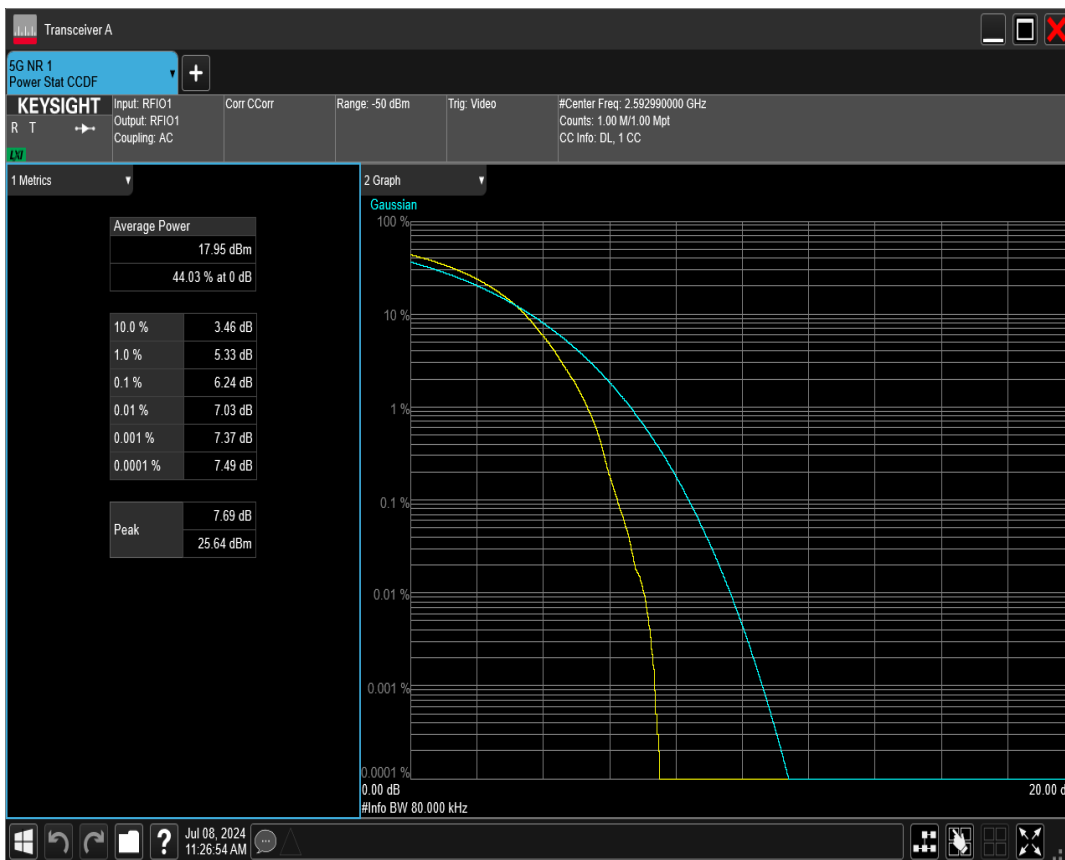 Transceiver A
5G NR 1
Power Stat CCDF
KEYSIGHT
R T
LXI
Input: RFIO1
Output: RFIO1
Coupling: AC
Corr CCorr
Range: -50 dBm
Trig: Video
#Center Freq: 2.592990000 GHz
Counts: 1.00 M/1.00 Mpt
CC Info: DL, 1 CC
1 Metrics
Average Power
17.95 dBm
44.03 % at 0 dB
10.0 % 3.46 dB
1.0 % 5.33 dB
0.1 % 6.24 dB
0.01 % 7.03 dB
0.001 % 7.37 dB
0.0001 % 7.49 dB
Peak
7.69 dB
25.64 dBm
2 Graph
Gaussian
100 %
10 %
1 %
0.1 %
0.01 %
0.001 %
0.0001 %
0.00 dB 20.00 d
#Info BW 80.000 kHz
?
Jul 08, 2024
11:26:54 AM